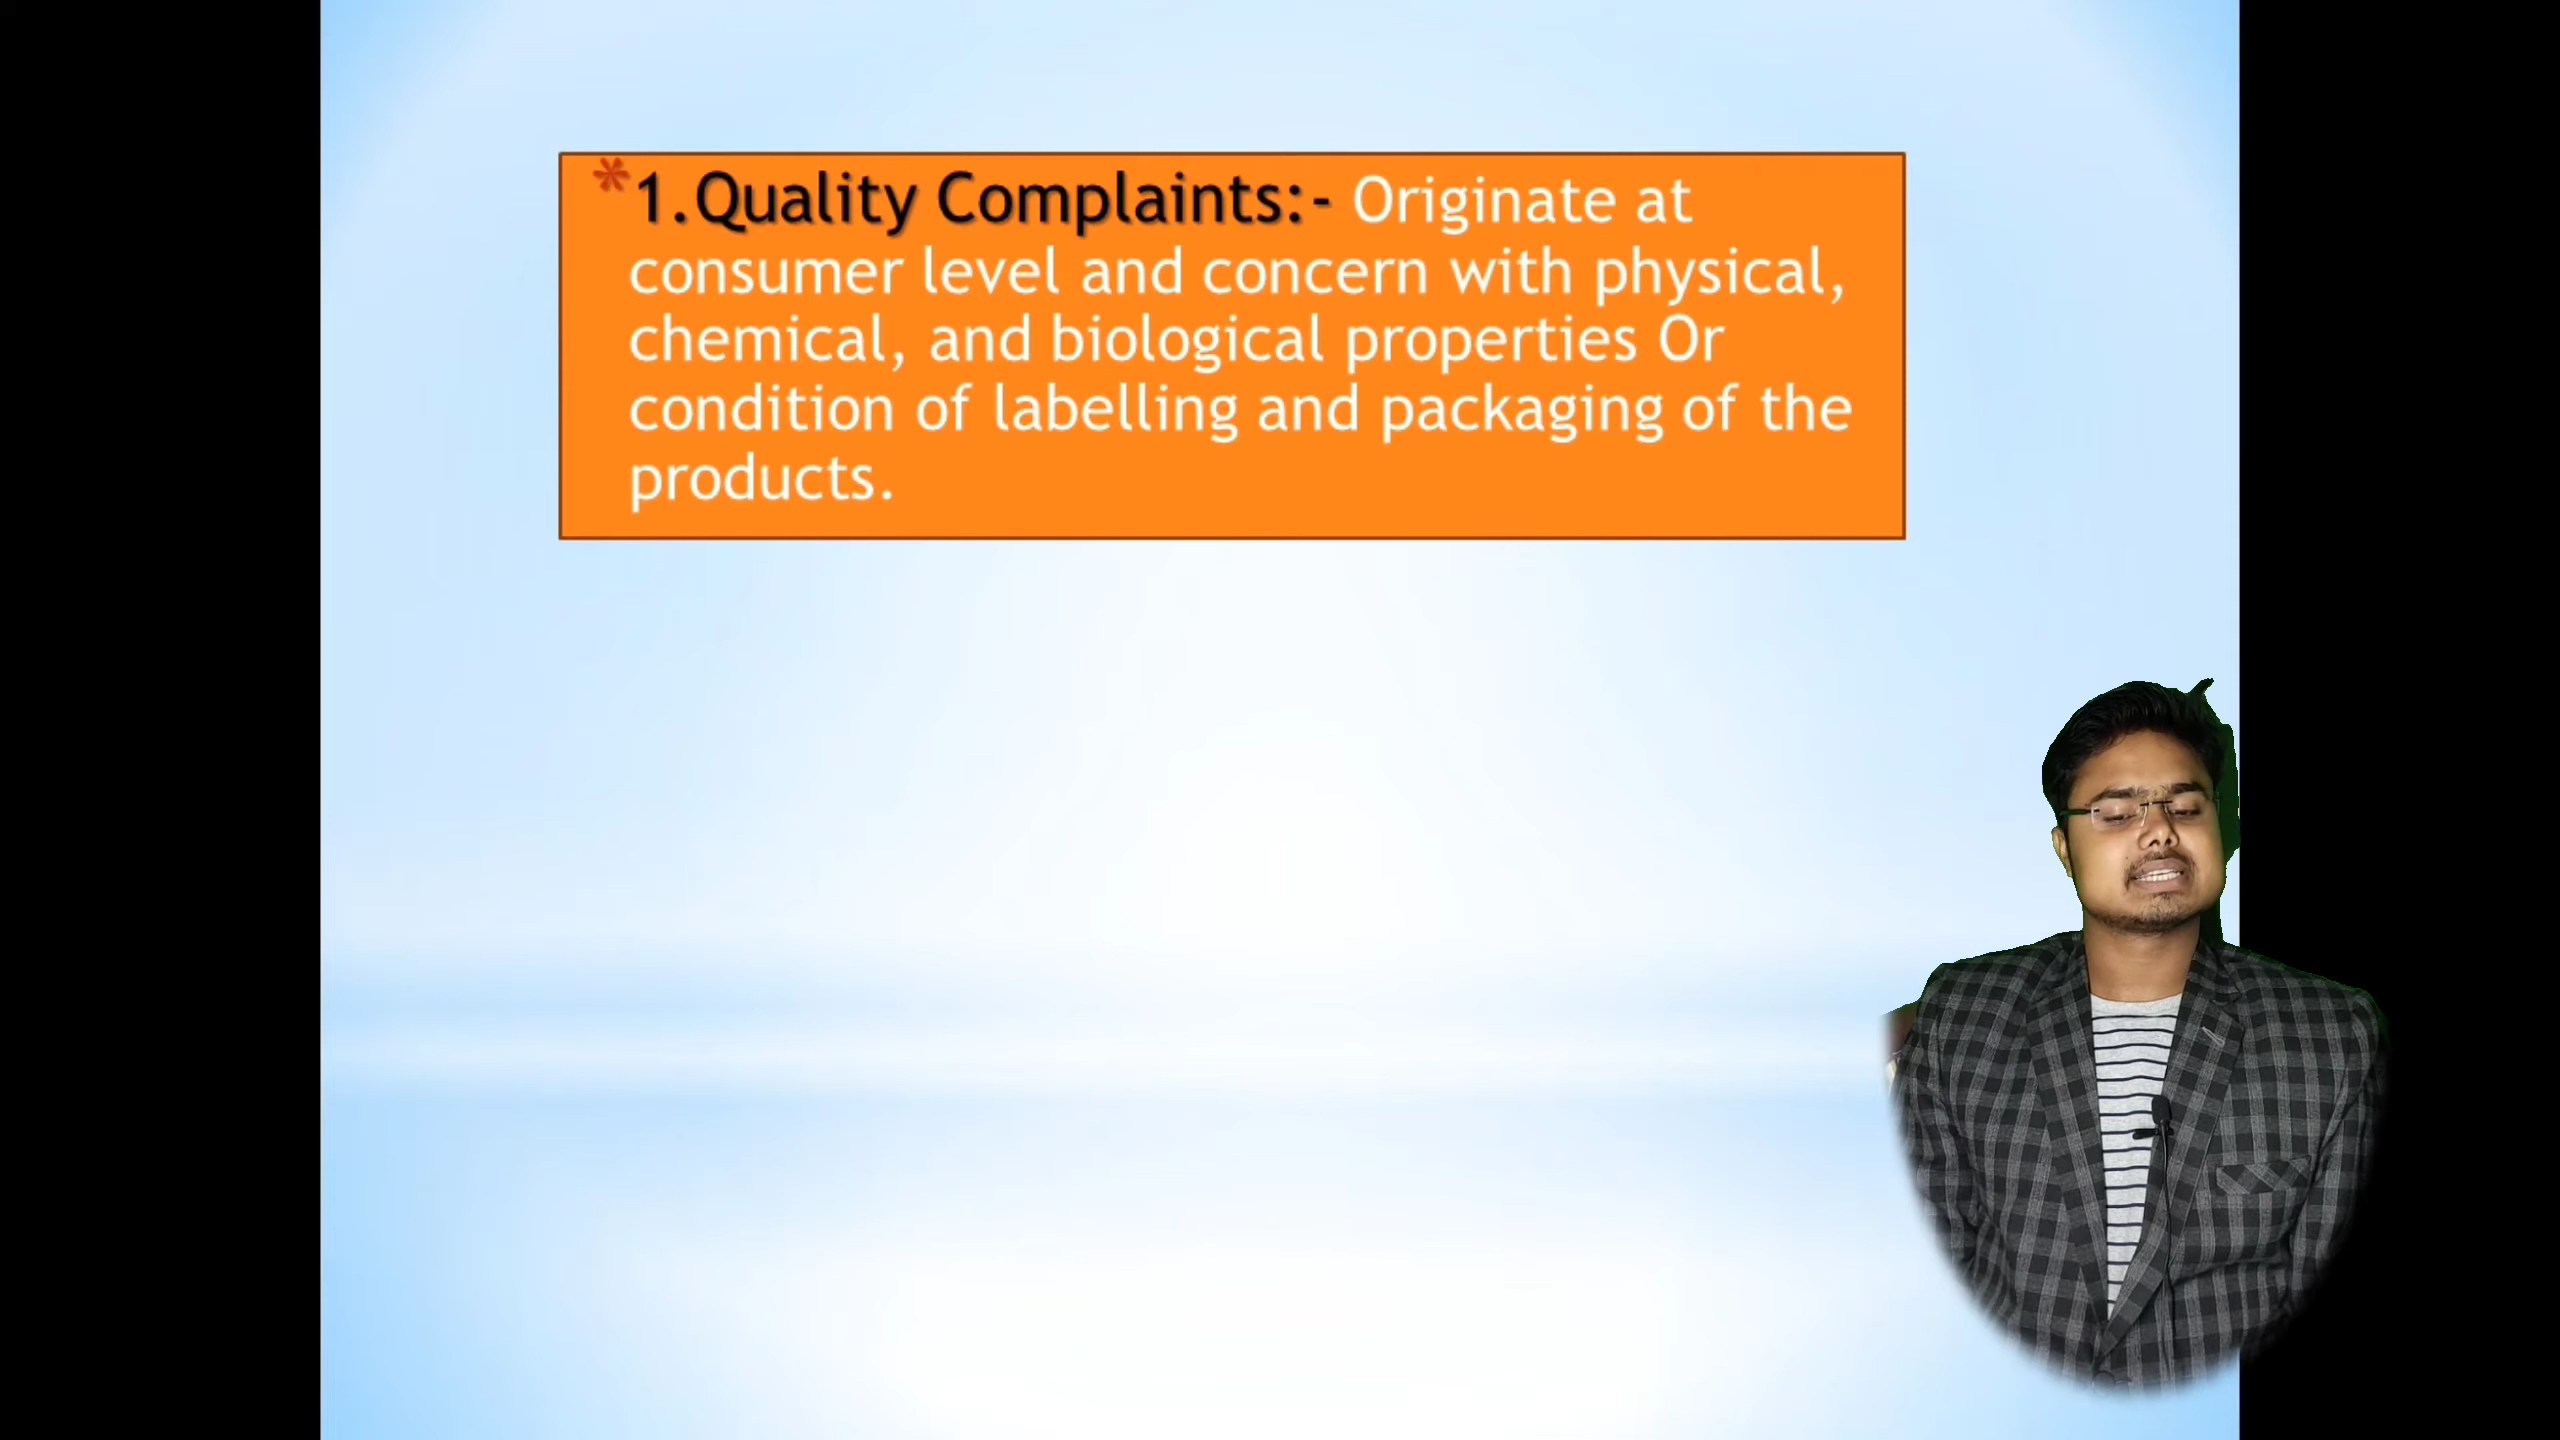 *1.Quality Complaints:- Originate at
consumer level and concern with physical,
chemical, and biological properties Or
condition of labelling and packaging of the
products.